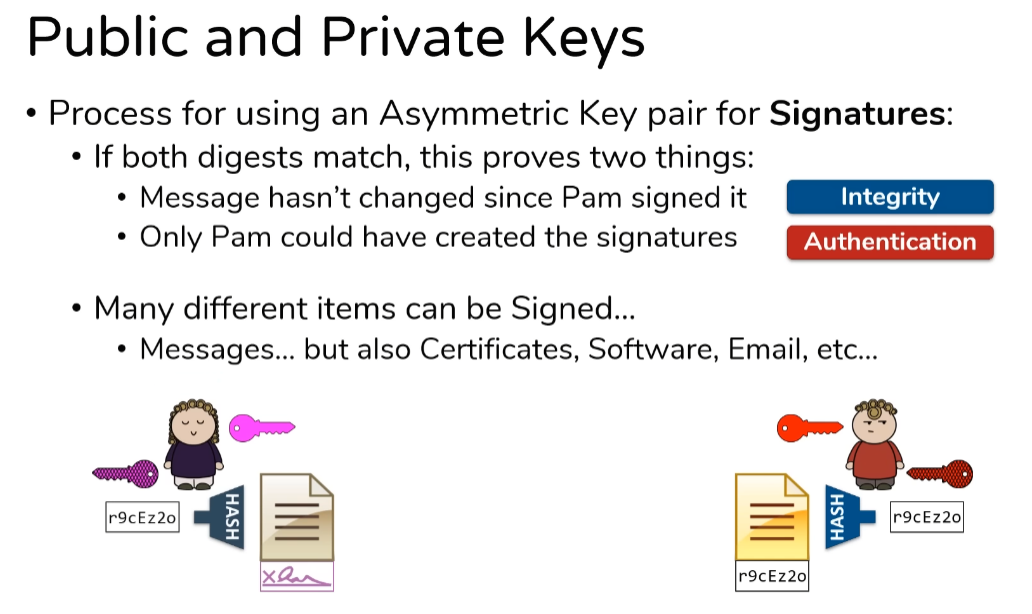 Public and Private Keys
• Process for using an Asymmetric Key pair for Signatures:
• If both digests match, this proves two things:
• Message hasn't changed since Pam signed it
Integrity
• Only Pam could have created the signatures
Authentication
• Many different items can be Signed...
• Messages... but also Certificates, Software, Email, etc...
r9cEz2o
HASH
HASH
r9cEz2o
r9cEz2o